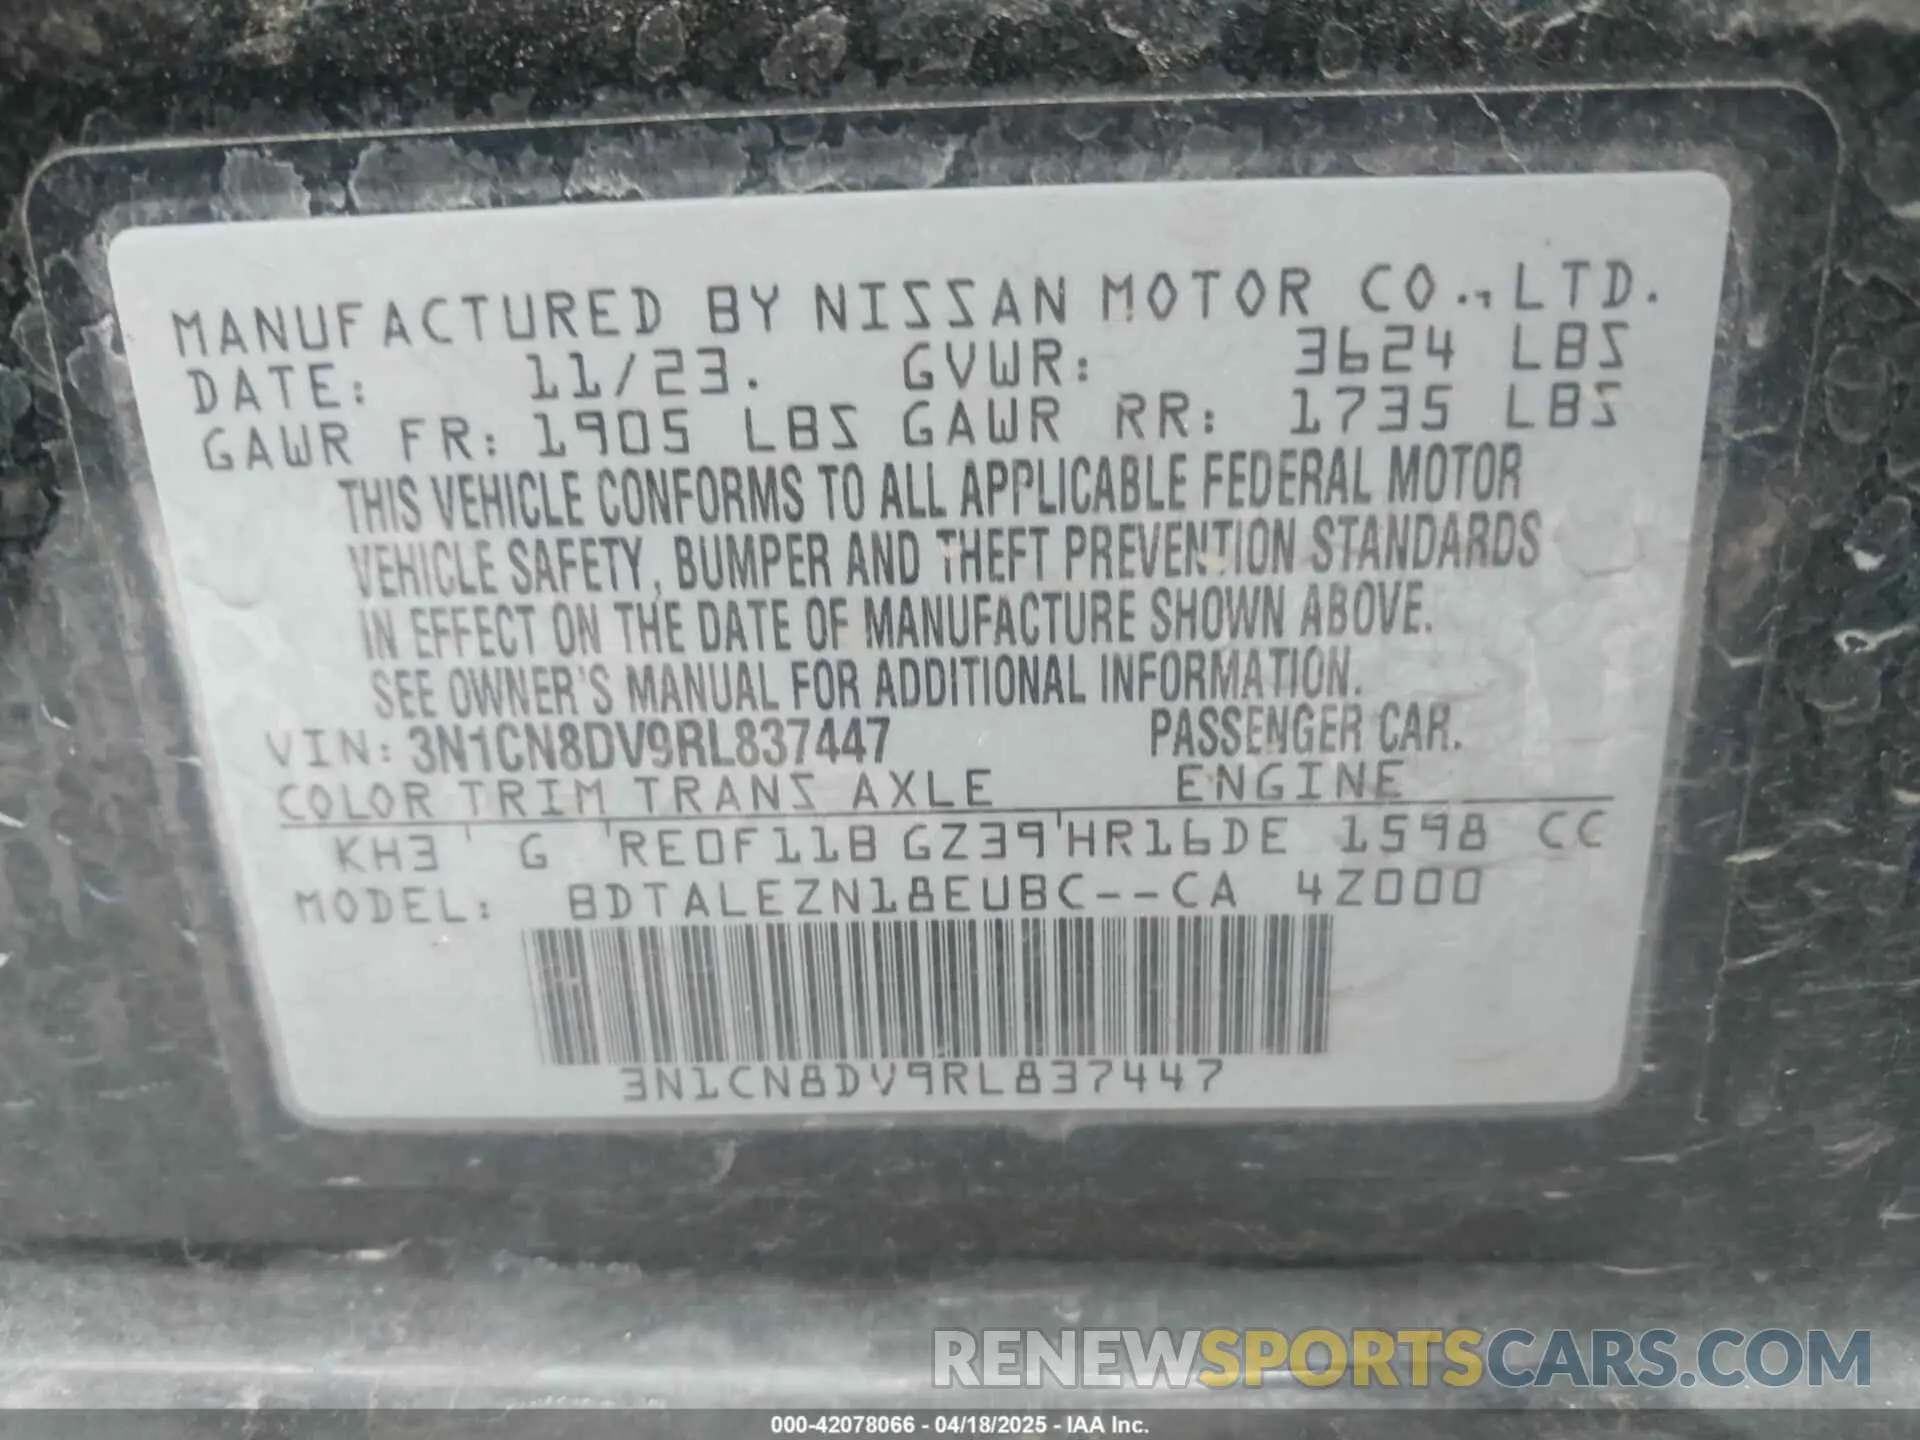 MANUFACTURED BY NISSAN MOTOR CO., LTD.
DATE: 11/23. GVWR: 3624 LBS
GAWR FR: 1905 LBS GAWR RR: 1735 LBS
THIS VEHICLE CONFORMS TO ALL APPLICABLE FEDERAL MOTOR
VEHICLE SAFETY, BUMPER AND THEFT PREVENTION STANDARDS
IN EFFECT ON THE DATE OF MANUFACTURE SHOWN ABOVE.
SEE OWNER'S MANUAL FOR ADDITIONAL INFORMATION.
VIN: 3N1CN8DV9RL837447 PASSENGER CAR.
COLOR TRIM TRANS AXLE ENGINE
KH3 ' G 'RE0F11B GZ39'HR16DE 1598 CC
MODEL: BDTALEZN18EUBC--CA 4Z000
3N1CN8DV9RL837447
RENEWSPORTSCARS.COM
000-42078066 - 04/18/2025 - IAA Inc.